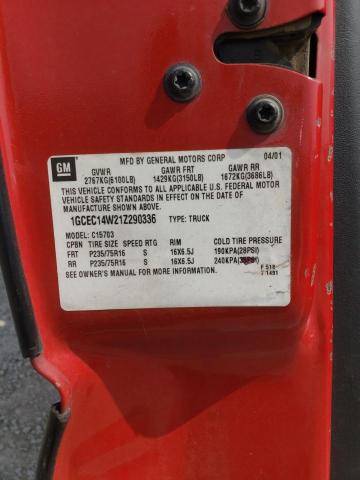 MFD BY GENERAL MOTORS CORP 04/01
GM
GVWR GAWR FRT GAWR RR
2767KG(6100LB) 1429KG(3150LB) 1672KG(3686LB)
THIS VEHICLE CONFORMS TO ALL APPLICABLE U.S. FEDERAL MOTOR
VEHICLE SAFETY STANDARDS IN EFFECT ON THE DATE OF
MANUFACTURE SHOWN ABOVE.
1GCEC14W21Z290336 TYPE: TRUCK
MODEL: C15703
CPBN TIRE SIZE SPEED RTG RIM COLD TIRE PRESSURE
FRT P235/75R16 S 16X6.5J 190KPA(28PSI)
RR P235/75R16 S 16X6.5J 240KPA(35PSI)
SEE OWNER'S MANUAL FOR MORE INFORMATION.